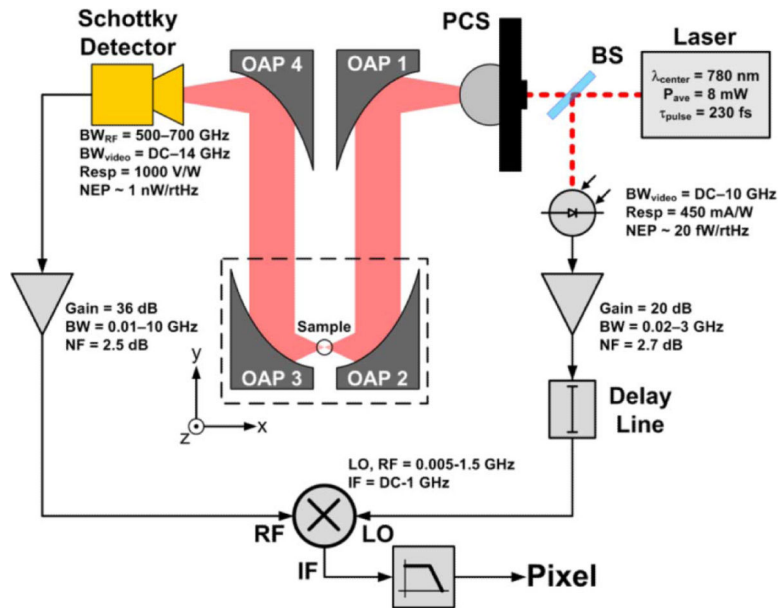 Schottky
Detector
OAP 4
OAP 1
PCS
BS
Laser
λcenter = 780 nm
Pave = 8 mW
τpulse = 230 fs
BWRF = 500–700 GHz
BWvideo = DC–14 GHz
Resp = 1000 V/W
NEP ~ 1 nW/rtHz
BWvideo = DC–10 GHz
Resp = 450 mA/W
NEP ~ 20 fW/rtHz
Gain = 36 dB
BW = 0.01–10 GHz
NF = 2.5 dB
Sample
OAP 3
OAP 2
Gain = 20 dB
BW = 0.02–3 GHz
NF = 2.7 dB
y
z
x
Delay
Line
LO, RF = 0.005-1.5 GHz
IF = DC-1 GHz
RF
LO
IF
Pixel